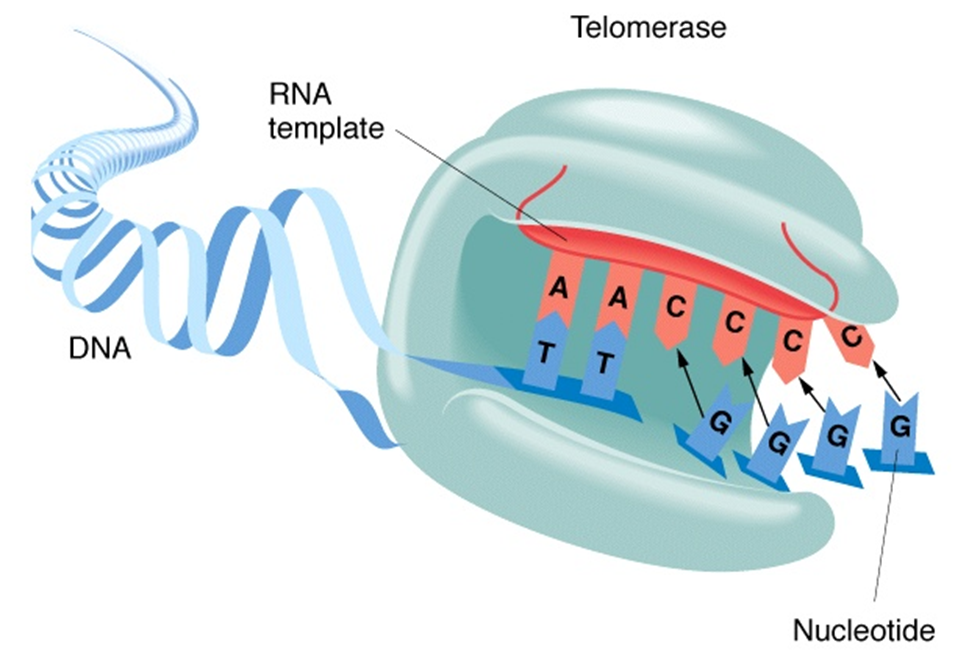 Telomerase
RNA
template
DNA
A A C C C C
T T G G G G
Nucleotide